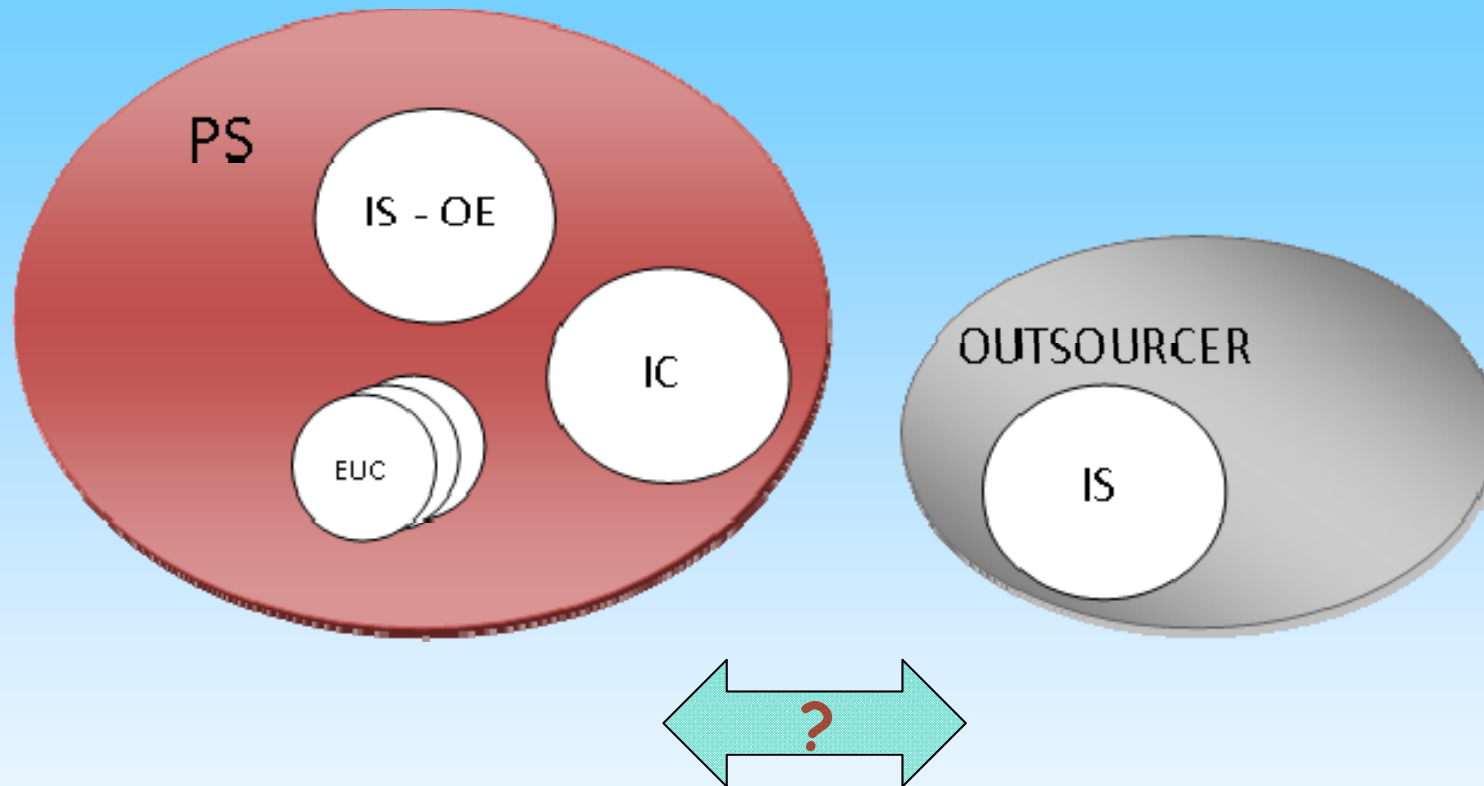 PS
IS - OE
IC
EUC
OUTSOURCER
IS
?